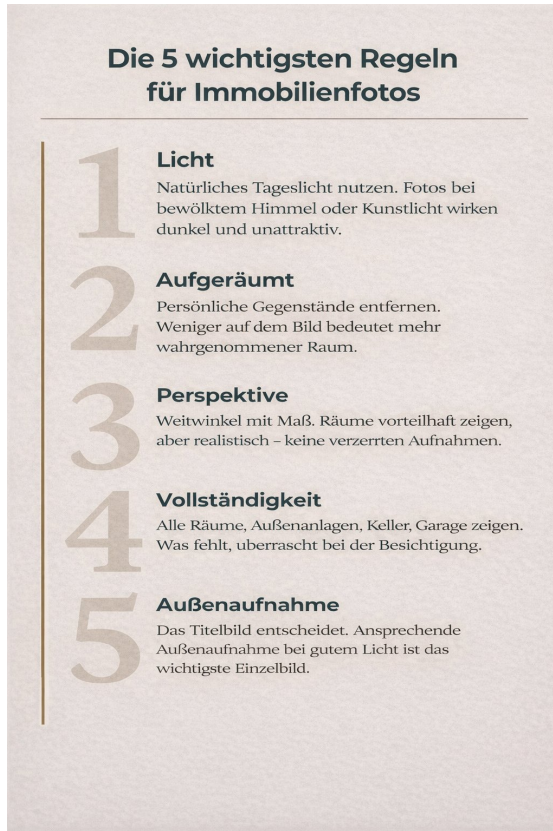 Die 5 wichtigsten Regeln
für Immobilienfotos
1
Licht
Natürliches Tageslicht nutzen. Fotos bei
bewölktem Himmel oder Kunstlicht wirken
dunkel und unattraktiv.
2
Aufgeräumt
Persönliche Gegenstände entfernen.
Weniger auf dem Bild bedeutet mehr
wahrgenommener Raum.
3
Perspektive
Weitwinkel mit Maß. Räume vorteilhaft zeigen,
aber realistisch – keine verzerrten Aufnahmen.
4
Vollständigkeit
Alle Räume, Außenanlagen, Keller, Garage zeigen.
Was fehlt, uberrascht bei der Besichtigung.
5
Außenaufnahme
Das Titelbild entscheidet. Ansprechende
Außenaufnahme bei gutem Licht ist das
wichtigste Einzelbild.